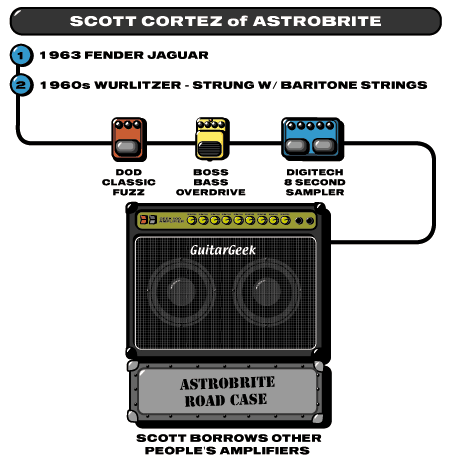 SCOTT CORTEZ of ASTROBRITE
1 1963 FENDER JAGUAR
2 1960s WURLITZER - STRUNG W/ BARITONE STRINGS
DOD
CLASSIC
FUZZ
BOSS
BASS
OVERDRIVE
DIGITECH
8 SECOND
SAMPLER
GuitarGeek
ASTROBRITE
ROAD CASE
SCOTT BORROWS OTHER
PEOPLE'S AMPLIFIERS